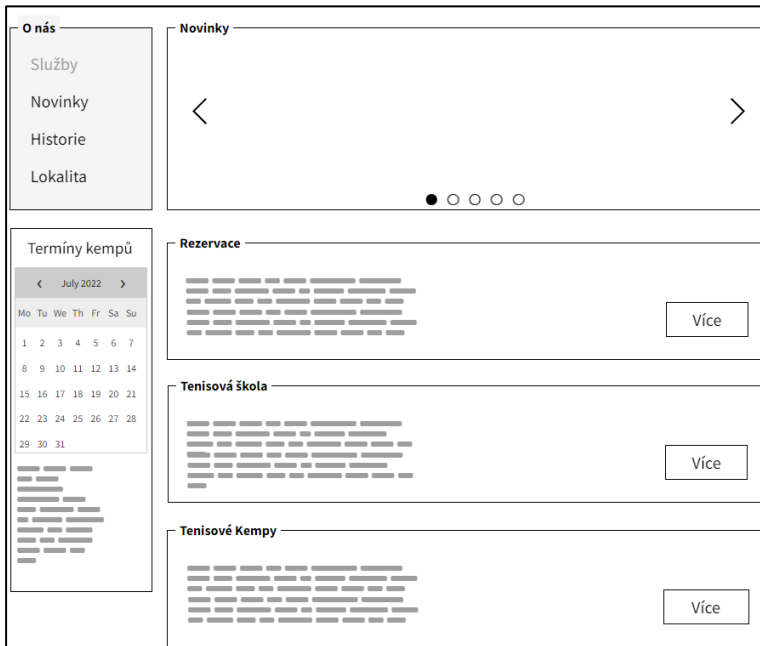 O nás
Služby
Novinky
Historie
Lokalita
Novinky
Termíny kempů
July 2022
Mo Tu We Th Fr Sa Su
1 2 3 4 5 6 7
8 9 10 11 12 13 14
15 16 17 18 19 20 21
22 23 24 25 26 27 28
29 30 31
Rezervace
Více
Tenisová škola
Více
Tenisové Kempy
Více